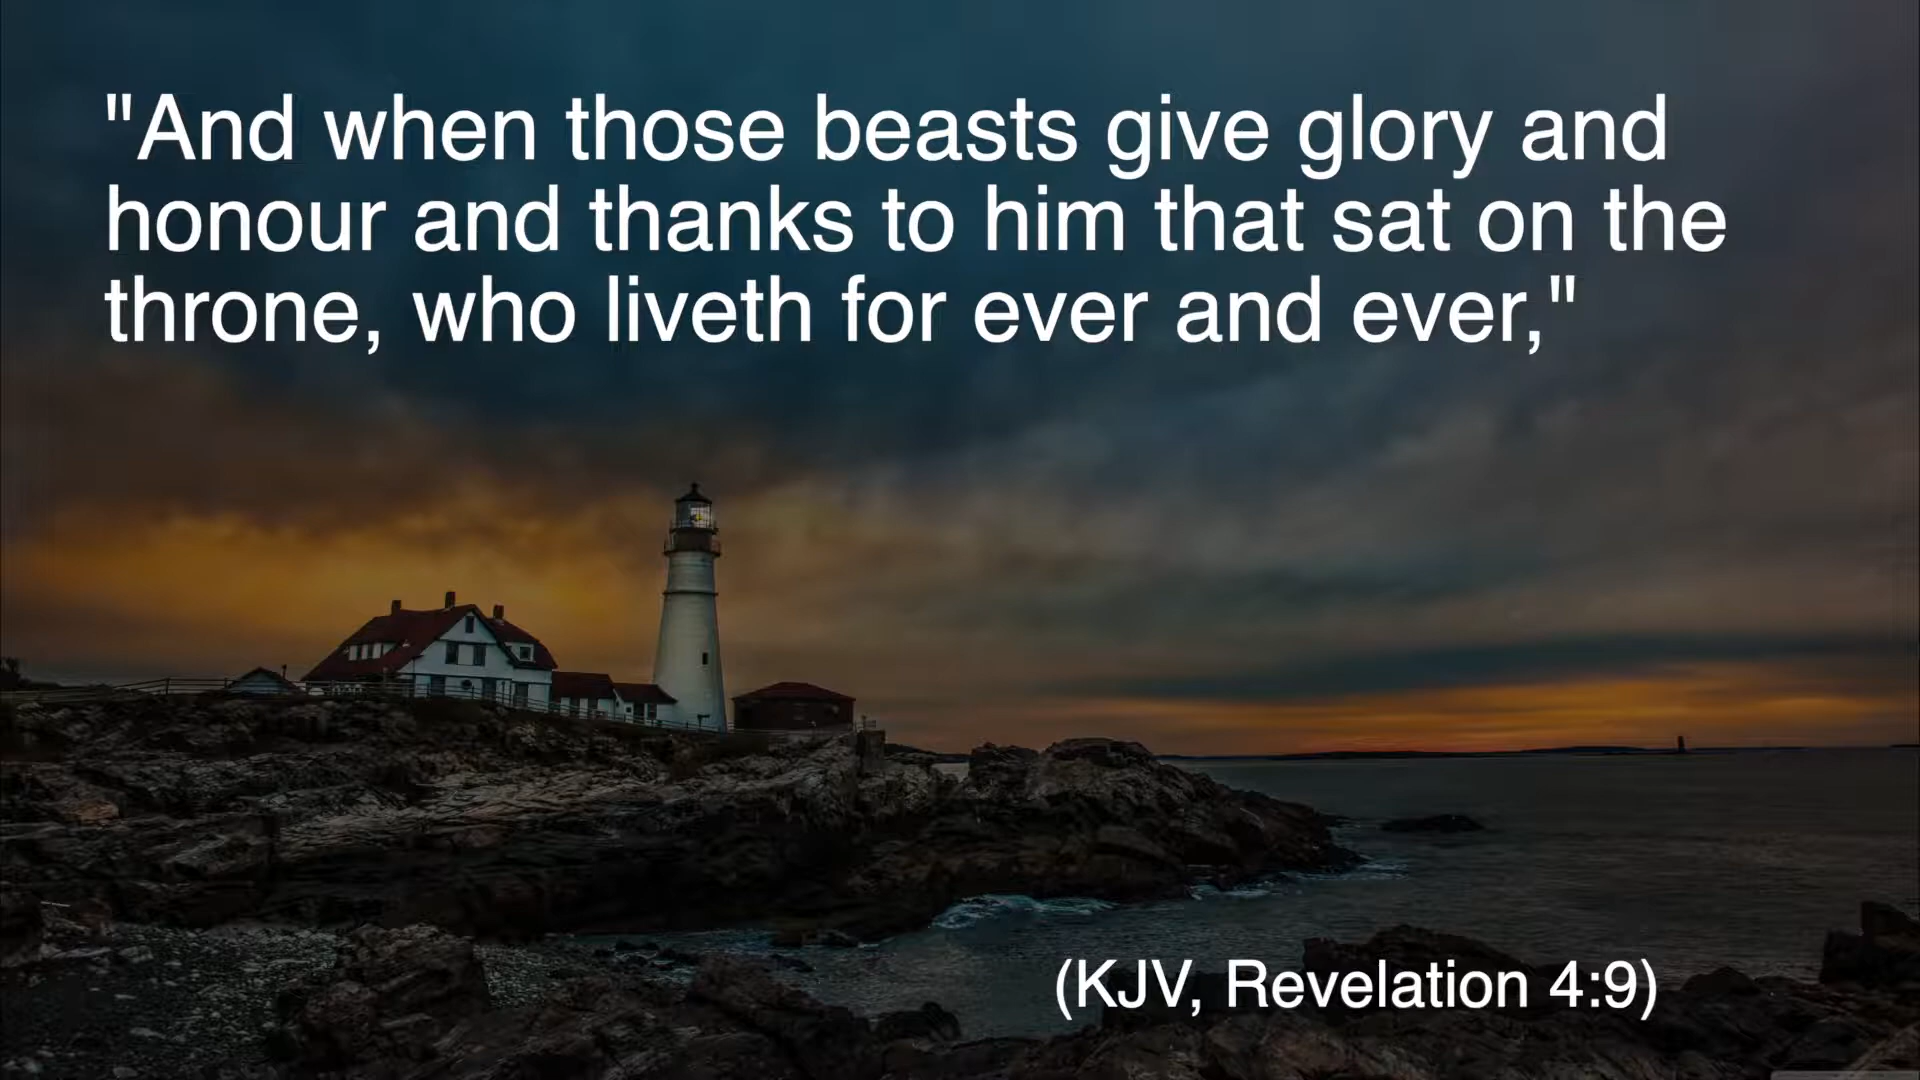 "And when those beasts give glory and
honour and thanks to him that sat on the
throne, who liveth for ever and ever,"
(KJV, Revelation 4:9)